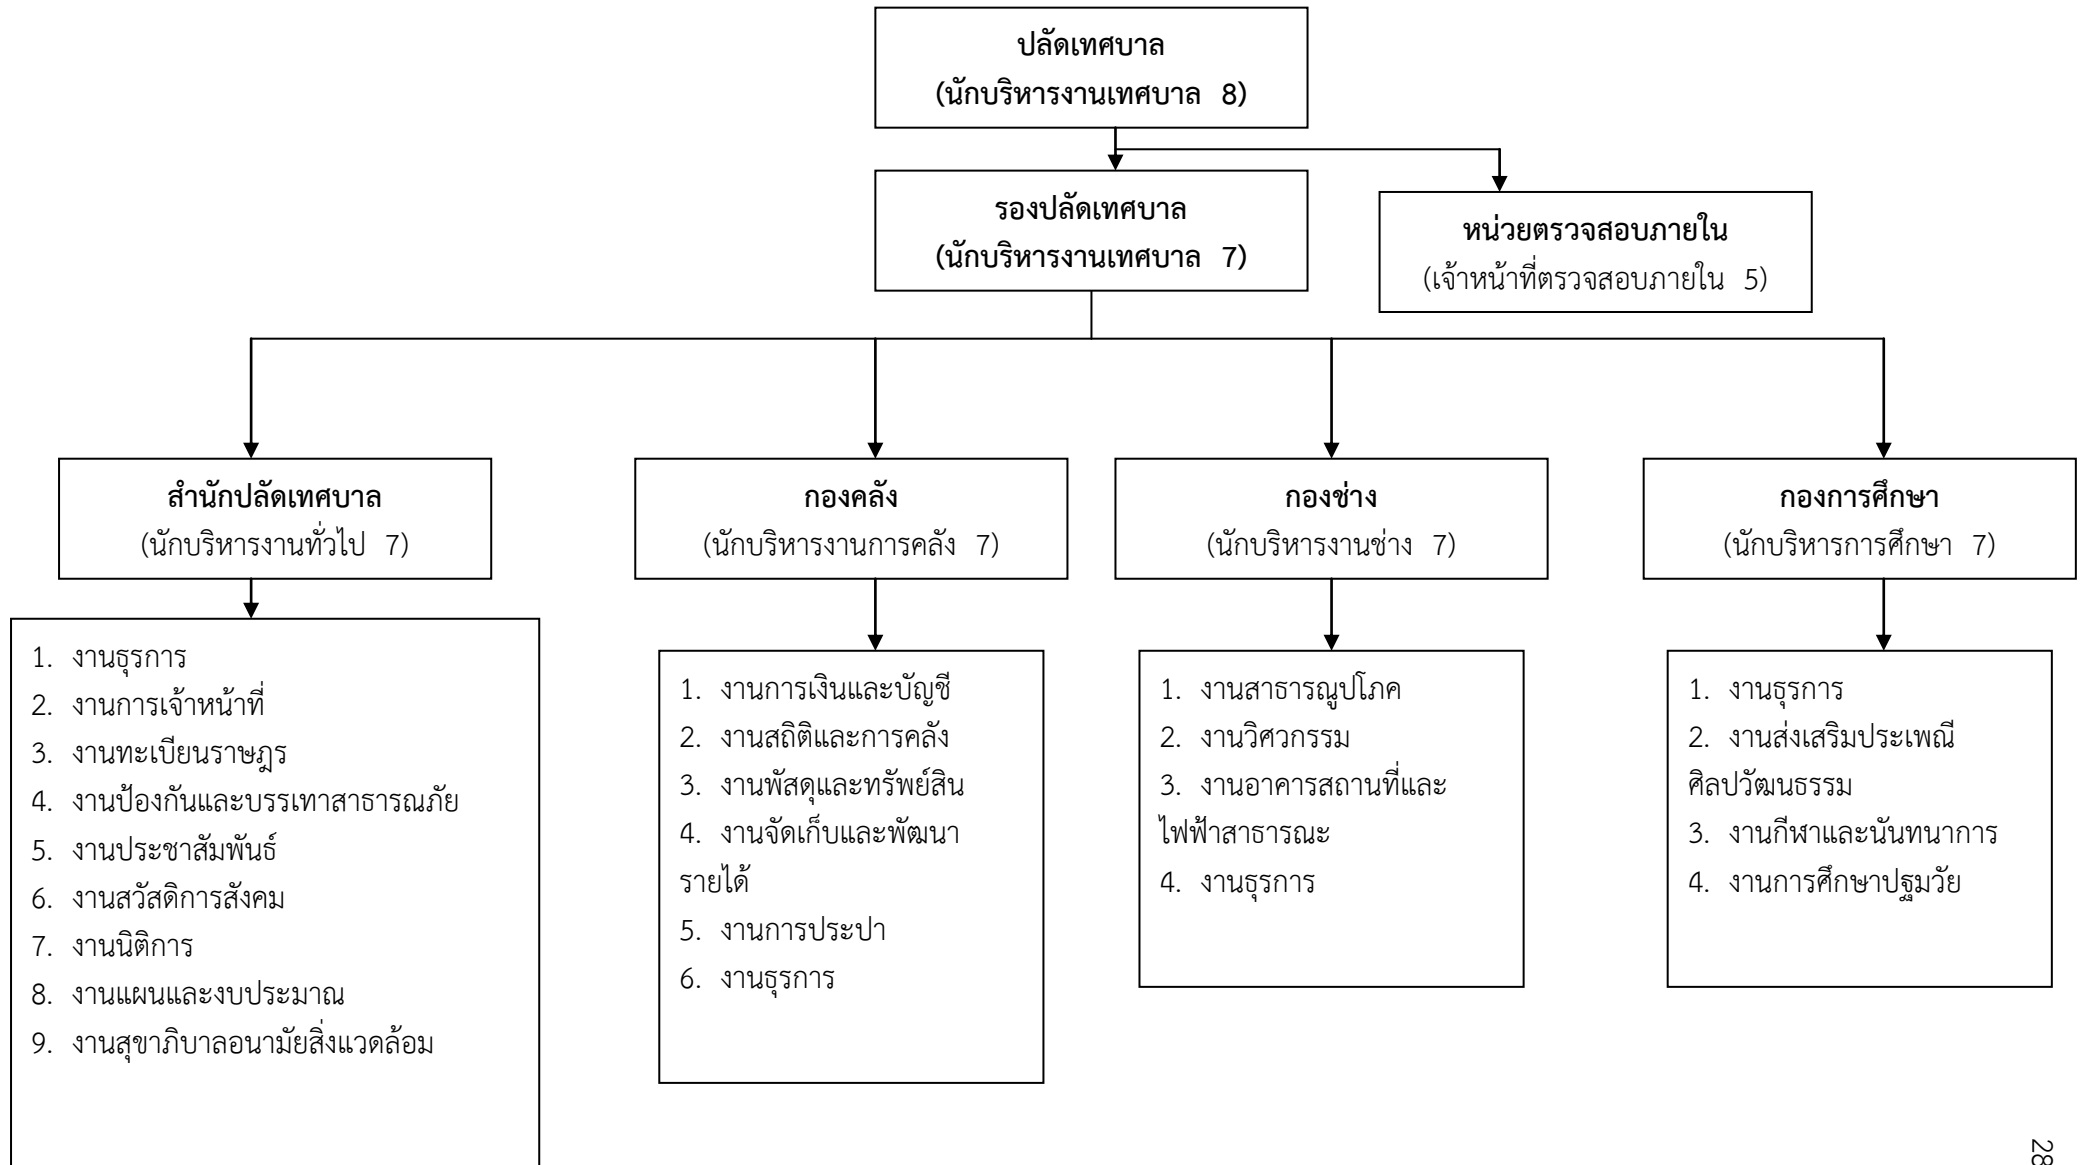 ปลัดเทศบาล
(นักบริหารงานเทศบาล 8)
รองปลัดเทศบาล
(นักบริหารงานเทศบาล 7)
หน่วยตรวจสอบภายใน
(เจ้าหน้าที่ตรวจสอบภายใน 5)
สำนักปลัดเทศบาล
(นักบริหารงานทั่วไป 7)
กองคลัง
(นักบริหารงานการคลัง 7)
กองช่าง
(นักบริหารงานช่าง 7)
กองการศึกษา
(นักบริหารการศึกษา 7)
1. งานธุรการ
2. งานการเจ้าหน้าที่
3. งานทะเบียนราษฎร
4. งานป้องกันและบรรเทาสาธารณภัย
5. งานประชาสัมพันธ์
6. งานสวัสดิการสังคม
7. งานนิติการ
8. งานแผนและงบประมาณ
9. งานสุขาภิบาลอนามัยสิ่งแวดล้อม
1. งานการเงินและบัญชี
2. งานสถิติและการคลัง
3. งานพัสดุและทรัพย์สิน
4. งานจัดเก็บและพัฒนา
รายได้
5. งานการประปา
6. งานธุรการ
1. งานสาธารณูปโภค
2. งานวิศวกรรม
3. งานอาคารสถานที่และ
ไฟฟ้าสาธารณะ
4. งานธุรการ
1. งานธุรการ
2. งานส่งเสริมประเพณี
ศิลปวัฒนธรรม
3. งานกีฬาและนันทนาการ
4. งานการศึกษาปฐมวัย
28